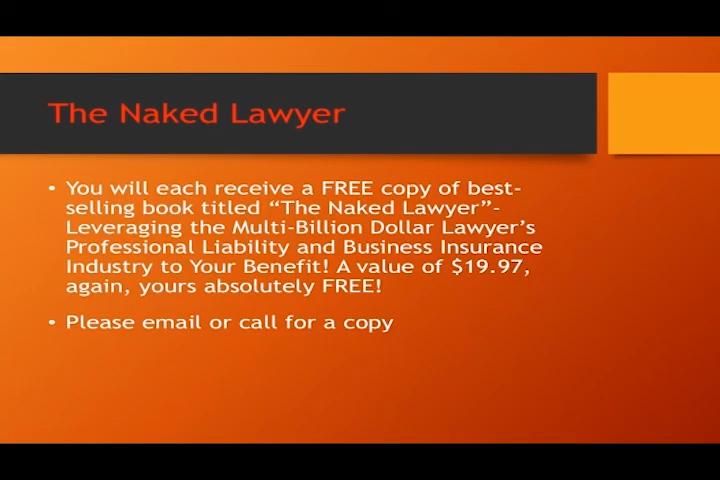 The Naked Lawyer
• You will each receive a FREE copy of best-
selling book titled “The Naked Lawyer”-
Leveraging the Multi-Billion Dollar Lawyer’s
Professional Liability and Business Insurance
Industry to Your Benefit! A value of $19.97,
again, yours absolutely FREE!
• Please email or call for a copy